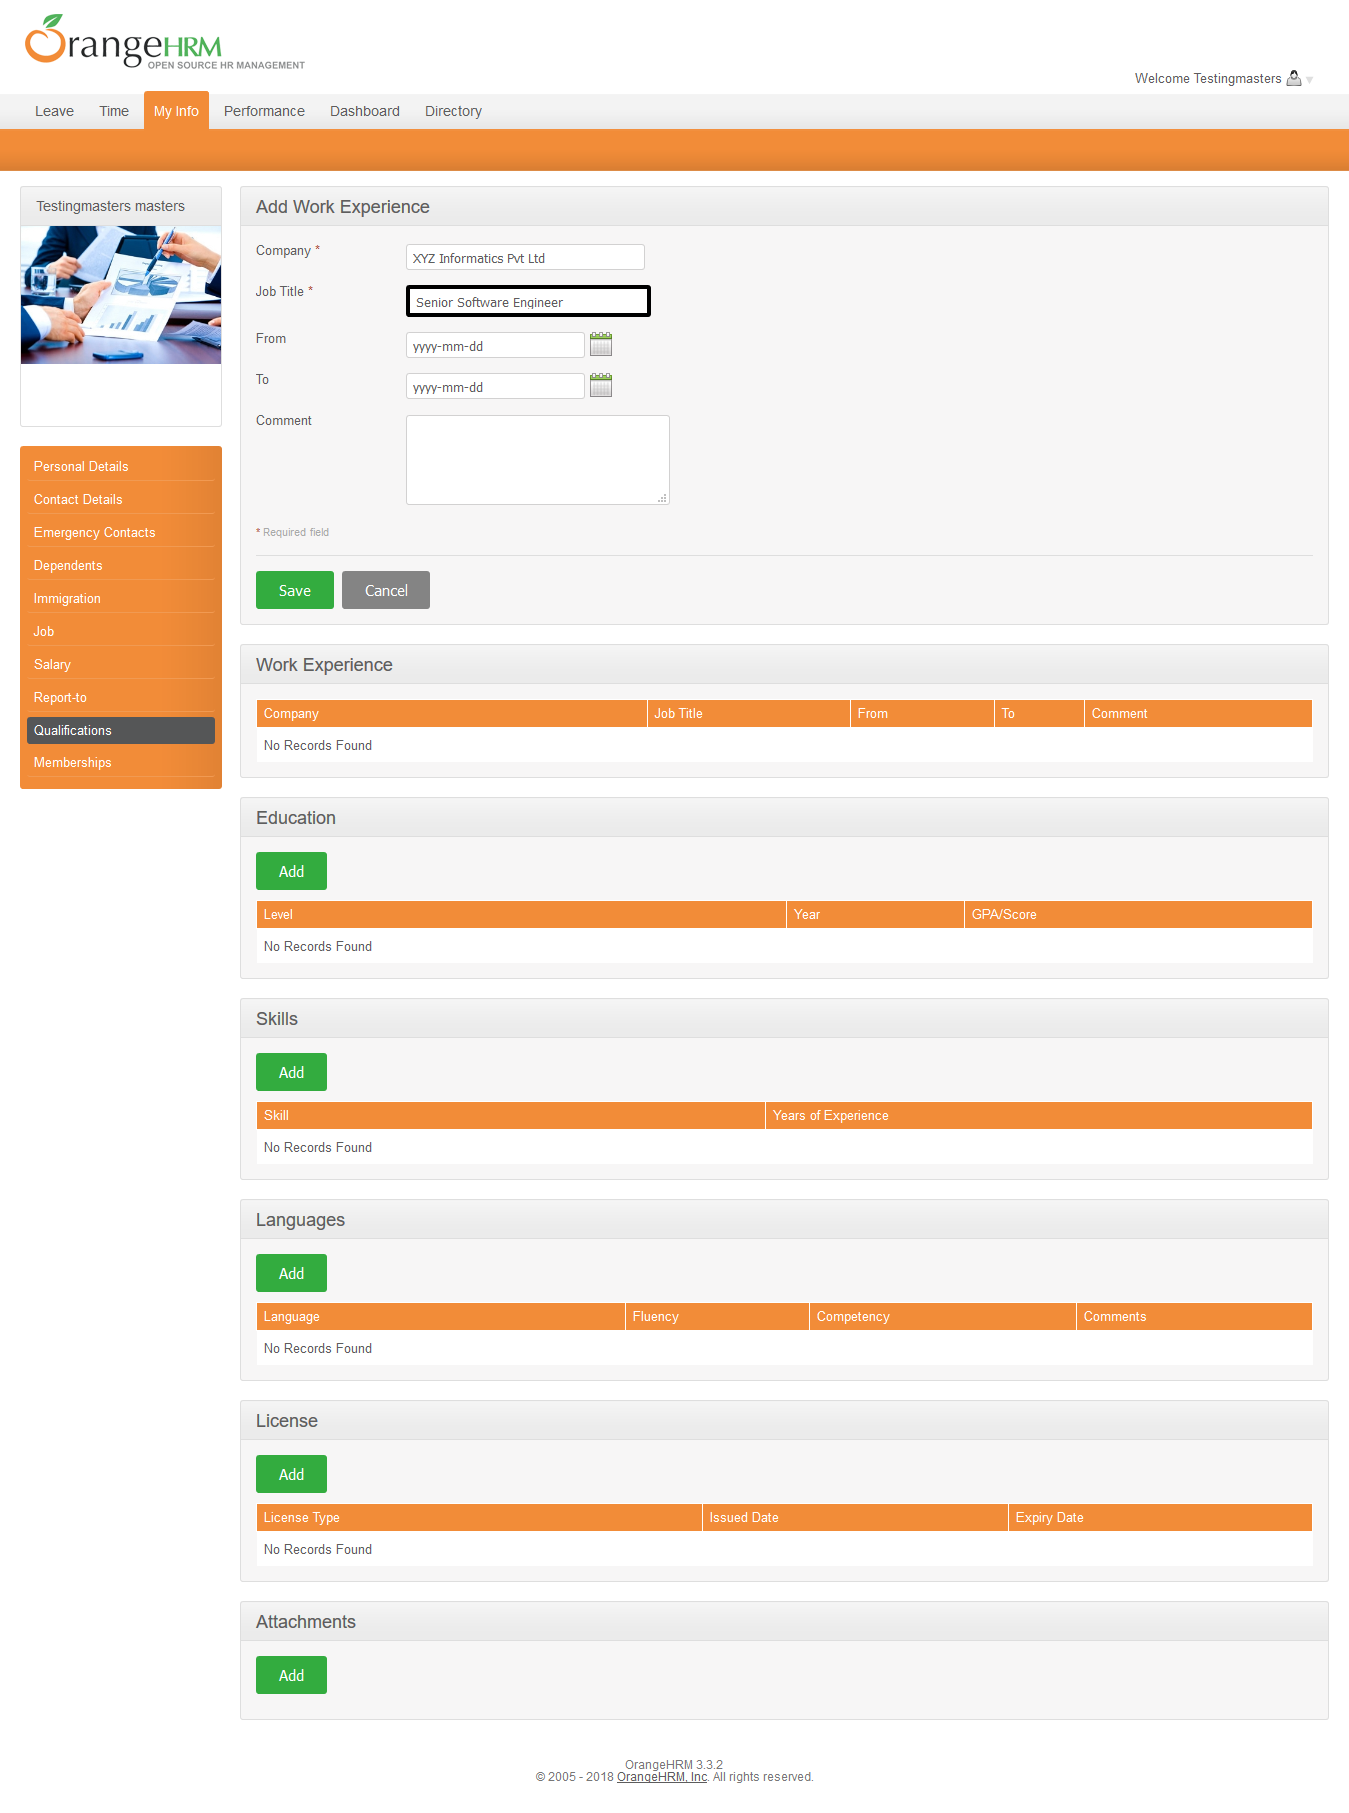 OrangeHRM
OPEN SOURCE HR MANAGEMENT
Welcome Testingmasters
Leave Time My Info Performance Dashboard Directory
Testingmasters masters
Personal Details
Contact Details
Emergency Contacts
Dependents
Immigration
Job
Salary
Report-to
Qualifications
Memberships
Add Work Experience
Company * XYZ Informatics Pvt Ltd
Job Title * Senior Software Engineer
From yyyy-mm-dd
To yyyy-mm-dd
Comment
* Required field
Save Cancel
Work Experience
Company Job Title From To Comment
No Records Found
Education
Add
Level Year GPA/Score
No Records Found
Skills
Add
Skill Years of Experience
No Records Found
Languages
Add
Language Fluency Competency Comments
No Records Found
License
Add
License Type Issued Date Expiry Date
No Records Found
Attachments
Add
OrangeHRM 3.3.2
© 2005 - 2018 OrangeHRM, Inc. All rights reserved.